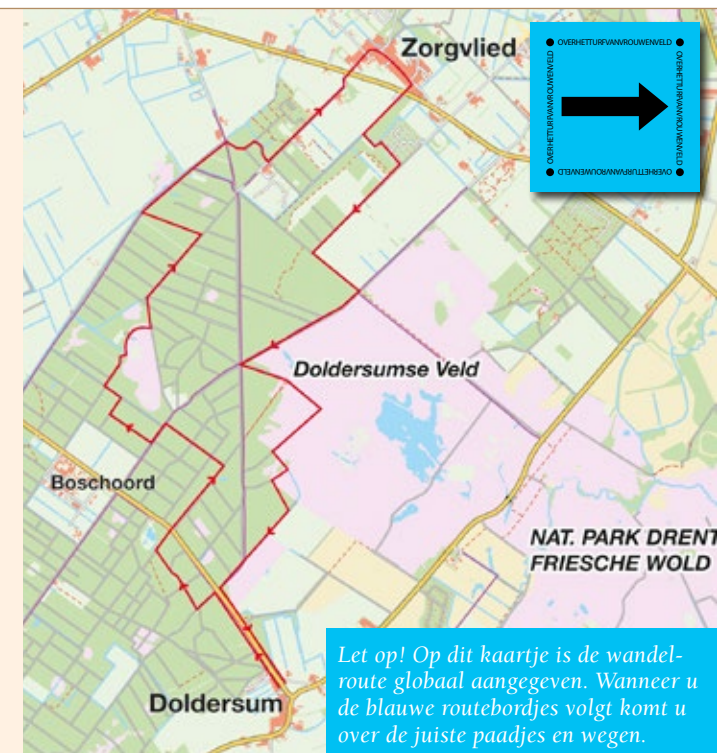 Zorgvlied
OVERHETTURFVANVROUWENVELD
OVERHETTURFVANVROUWENVELD
OVERHETTURFVANVROUWENVELD
OVERHETTURFVANVROUWENVELD
Doldersumse Veld
Boschoord
NAT. PARK DRENT
FRIESCHE WOLD
Doldersum
Let op! Op dit kaartje is de wandel-
route globaal aangegeven. Wanneer u
de blauwe routebordjes volgt komt u
over de juiste paadjes en wegen.